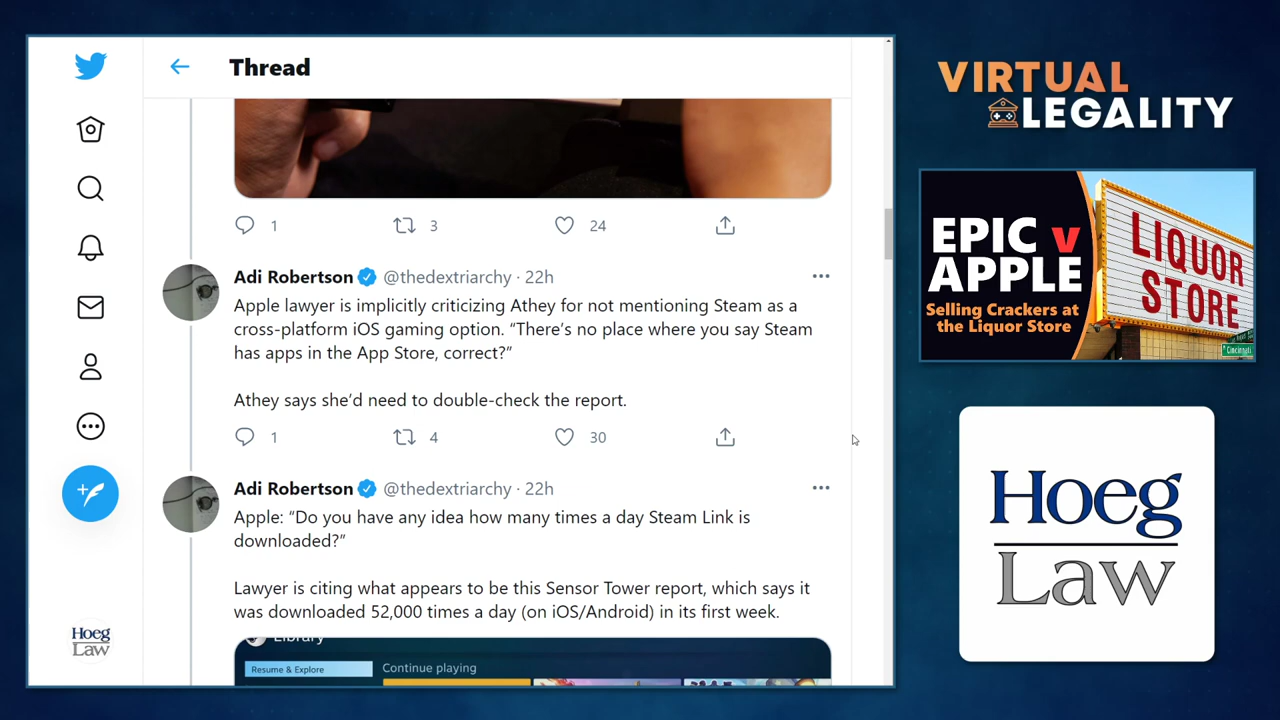 Thread
1
3
24
Adi Robertson @thedextriarchy · 22h
Apple lawyer is implicitly criticizing Athey for not mentioning Steam as a
cross-platform iOS gaming option. “There’s no place where you say Steam
has apps in the App Store, correct?”
Athey says she’d need to double-check the report.
1
4
30
Adi Robertson @thedextriarchy · 22h
Apple: “Do you have any idea how many times a day Steam Link is
downloaded?”
Lawyer is citing what appears to be this Sensor Tower report, which says it
was downloaded 52,000 times a day (on iOS/Android) in its first week.
Library
Resume & Explore
Continue playing
Hoeg
Law
VIRTUAL
LEGALITY
EPIC v
APPLE
Selling Crackers at
the Liquor Store
LIQUOR
STORE
Cincinnati
Hoeg
Law